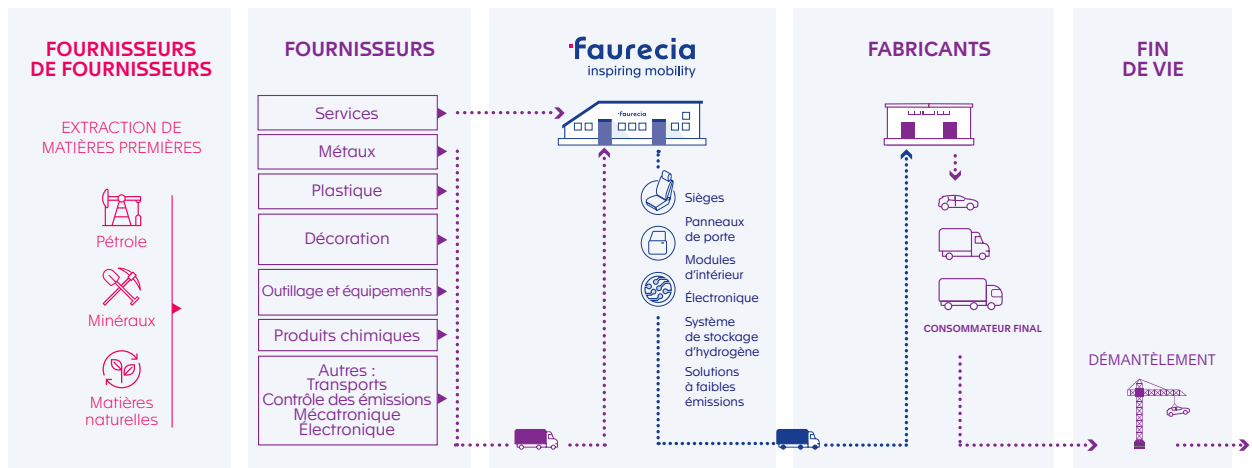 FOURNISSEURS
DE FOURNISSEURS
EXTRACTION DE
MATIÈRES PREMIÈRES
Pétrole
Minéraux
Matières
naturelles
FOURNISSEURS
Services
Métaux
Plastique
Décoration
Outillage et équipements
Produits chimiques
Autres :
Transports
Contrôle des émissions
Mécatronique
Électronique
faurecia
inspiring mobility
faurecia
Sièges
Panneaux
de porte
Modules
d'intérieur
Électronique
Système
de stockage
d'hydrogène
Solutions
à faibles
émissions
FABRICANTS
CONSOMMATEUR FINAL
FIN
DE VIE
DÉMANTÈLEMENT